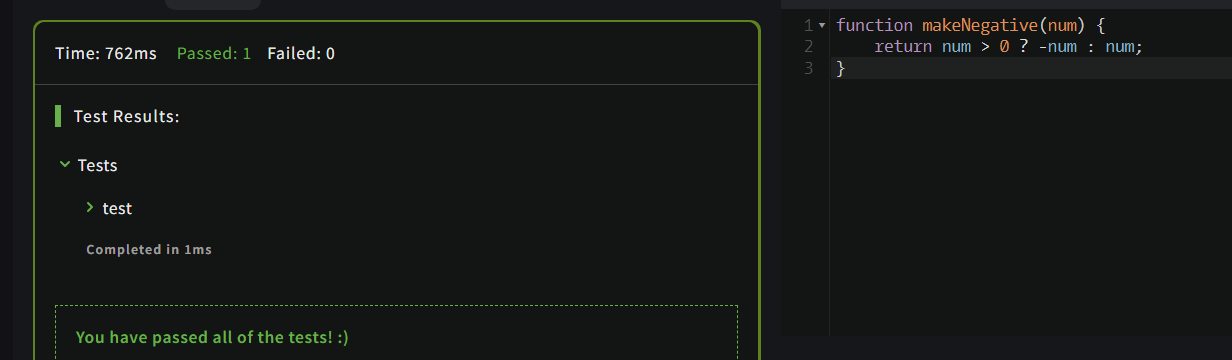 Time: 762ms Passed: 1 Failed: 0
Test Results:
Tests
test
Completed in 1ms
You have passed all of the tests! :)
1 function makeNegative(num) {
2 return num > 0 ? -num : num;
3 }